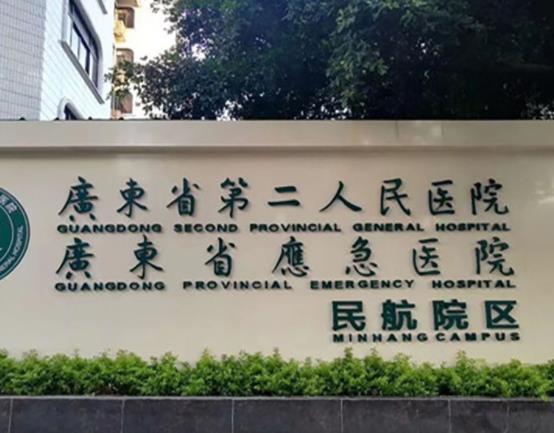 廣東省第二人民医院
GUANGDONG SECOND PROVINCIAL GENERAL HOSPITAL
廣東省應急医院
GUANGDONG PROVINCIAL EMERGENCY HOSPITAL
民航院区
MINHANG CAMPUS